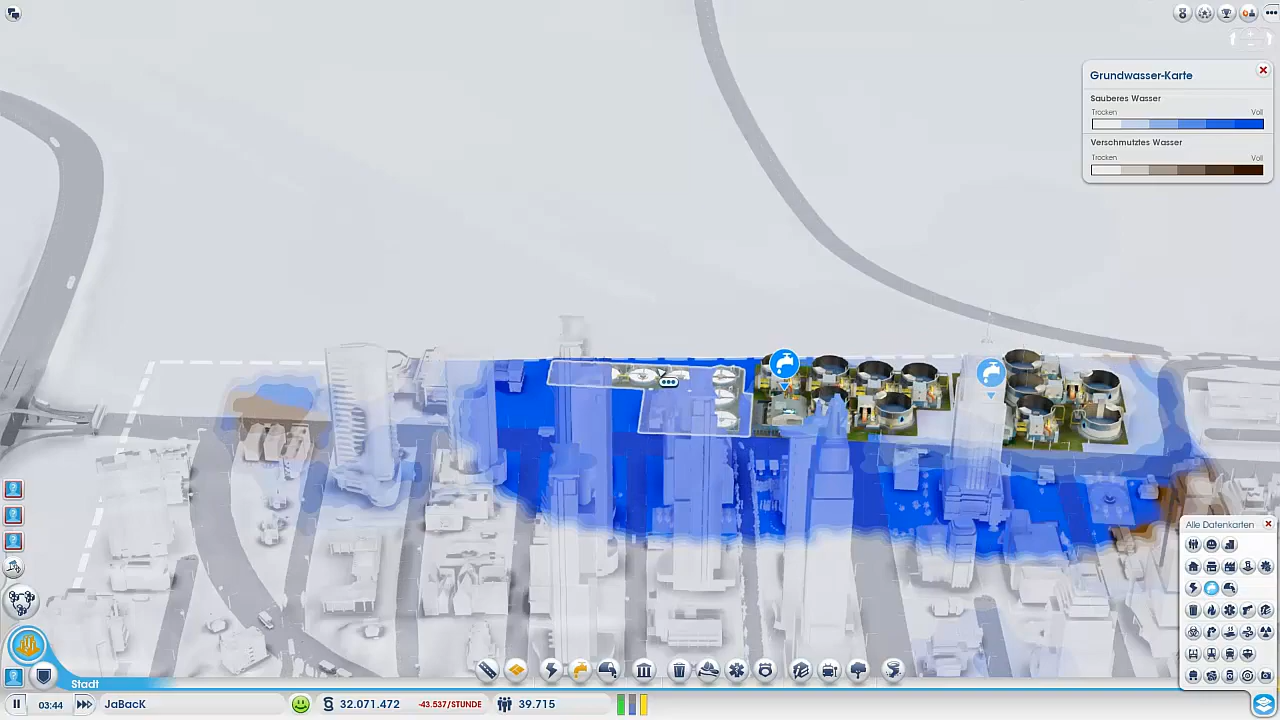 Grundwasser-Karte
Sauberes Wasser
Trocken Voll
Verschmutztes Wasser
Trocken Voll
Alle Datenkarten
Stadt
03:44 JaBacK 32.071.472 -43.537/STUNDE 39.715